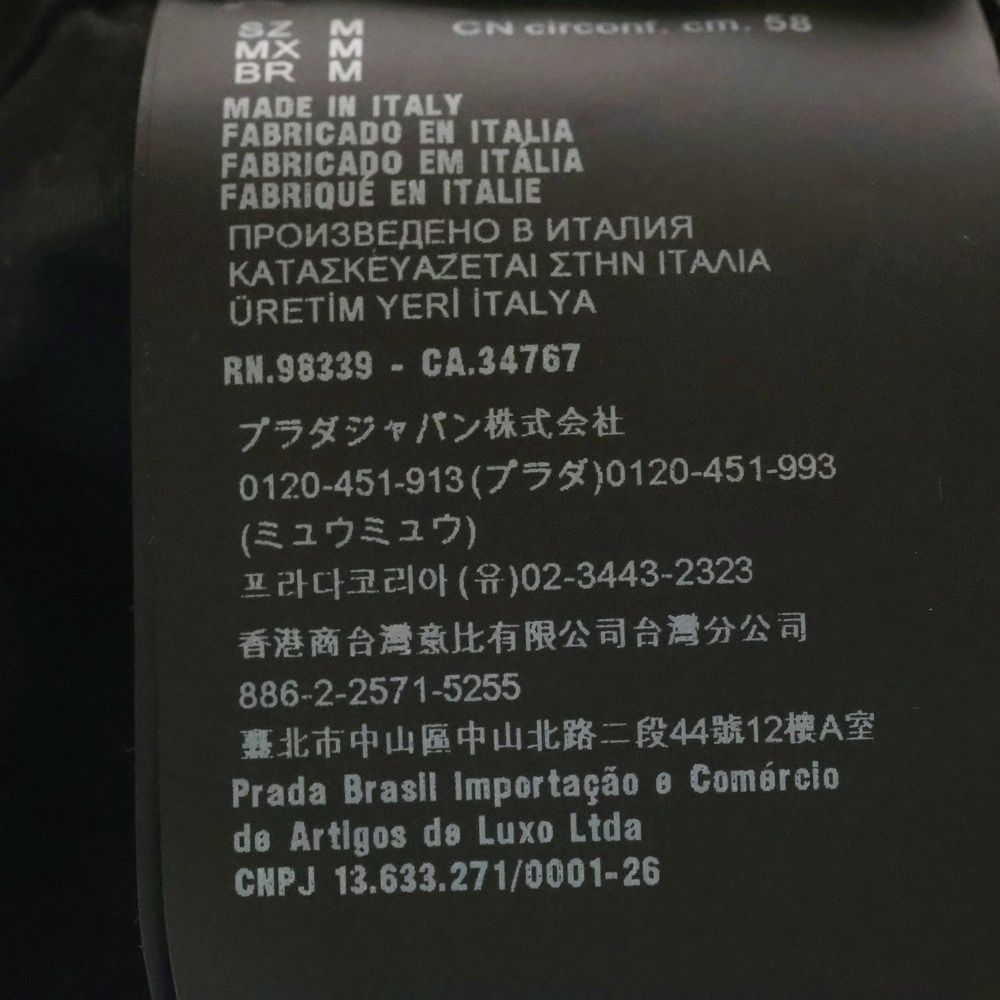 SZ M CN circonf. cm. 58
MX M
BR M
MADE IN ITALY
FABRICADO EN ITALIA
FABRICADO EM ITÁLIA
FABRIQUÉ EN ITALIE
ПРОИЗВЕДЕНО В ИТАЛИЯ
ΚΑΤΑΣΚΕΥΑΖΕΤΑΙ ΣΤΗΝ ΙΤΑΛΙΑ
ÜRETİM YERİ İTALYA
RN.98339 - CA.34767
プラダジャパン株式会社
0120-451-913(プラダ)0120-451-993
(ミュウミュウ)
프라다코리아(유)02-3443-2323
香港商台灣意比有限公司台灣分公司
886-2-2571-5255
臺北市中山區中山北路二段44號12樓A室
Prada Brasil Importação e Comércio
de Artigos de Luxo Ltda
CNPJ 13.633.271/0001-26